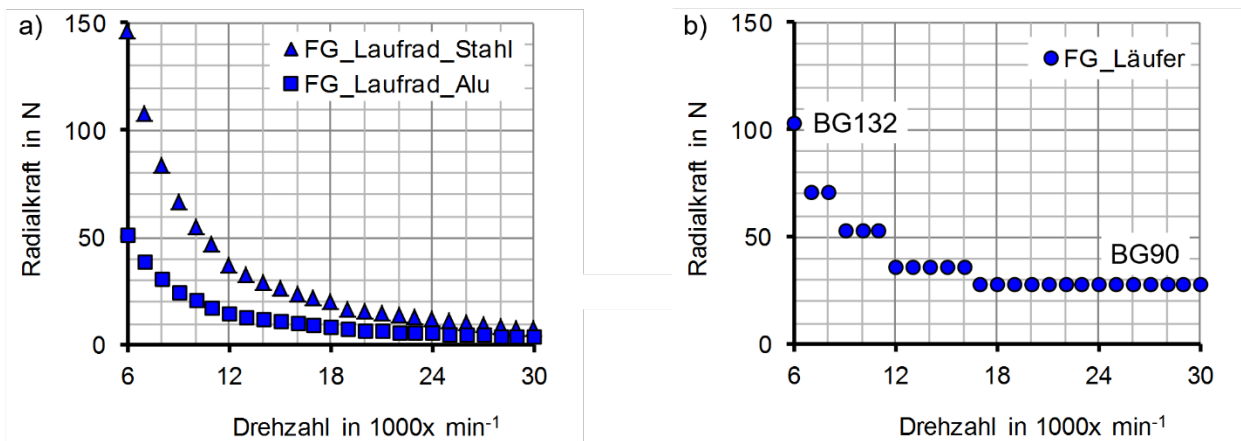 a)
150
100
50
0
Radialkraft in N
FG_Laufrad_Stahl
FG_Laufrad_Alu
6 12 18 24 30
Drehzahl in 1000x min⁻¹
b)
150
100
50
0
Radialkraft in N
FG_Läufer
BG132
BG90
6 12 18 24 30
Drehzahl in 1000x min⁻¹